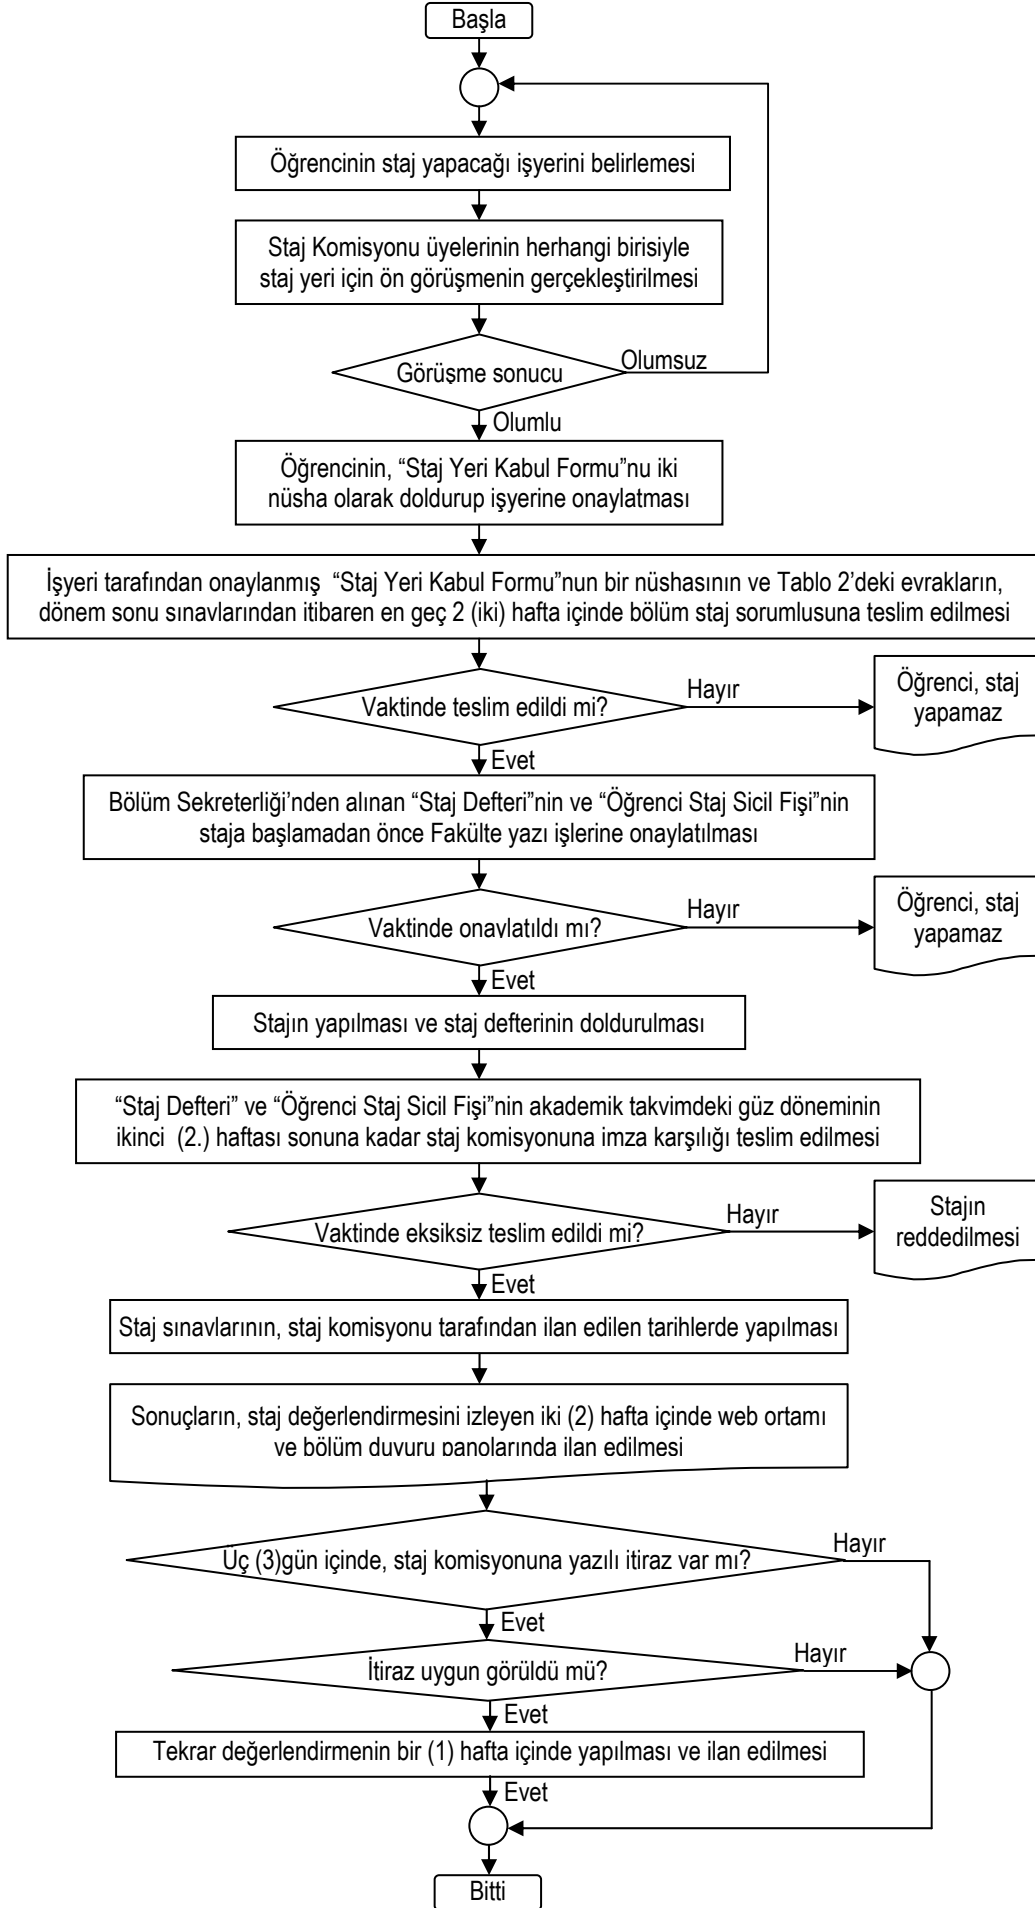 Başla
Öğrencinin staj yapacağı işyerini belirlemesi
Staj Komisyonu üyelerinin herhangi birisiyle
staj yeri için ön görüşmenin gerçekleştirilmesi
Görüşme sonucu
Olumsuz
Olumlu
Öğrencinin, “Staj Yeri Kabul Formu”nu iki
nüsha olarak doldurup işyerine onaylatması
İşyeri tarafından onaylanmış “Staj Yeri Kabul Formu”nun bir nüshasının ve Tablo 2’deki evrakların,
dönem sonu sınavlarından itibaren en geç 2 (iki) hafta içinde bölüm staj sorumlusuna teslim edilmesi
Vaktinde teslim edildi mi?
Hayır
Öğrenci, staj
yapamaz
Evet
Bölüm Sekreterliği’nden alınan “Staj Defteri”nin ve “Öğrenci Staj Sicil Fişi”nin
staja başlamadan önce Fakülte yazı işlerine onaylatılması
Vaktinde onaylatıldı mı?
Hayır
Öğrenci, staj
yapamaz
Evet
Stajın yapılması ve staj defterinin doldurulması
“Staj Defteri” ve “Öğrenci Staj Sicil Fişi”nin akademik takvimdeki güz döneminin
ikinci (2.) haftası sonuna kadar staj komisyonuna imza karşılığı teslim edilmesi
Vaktinde eksiksiz teslim edildi mi?
Hayır
Stajın
reddedilmesi
Evet
Staj sınavlarının, staj komisyonu tarafından ilan edilen tarihlerde yapılması
Sonuçların, staj değerlendirmesini izleyen iki (2) hafta içinde web ortamı
ve bölüm duyuru panolarında ilan edilmesi
Üç (3)gün içinde, staj komisyonuna yazılı itiraz var mı?
Hayır
Evet
İtiraz uygun görüldü mü?
Hayır
Evet
Tekrar değerlendirmenin bir (1) hafta içinde yapılması ve ilan edilmesi
Evet
Bitti